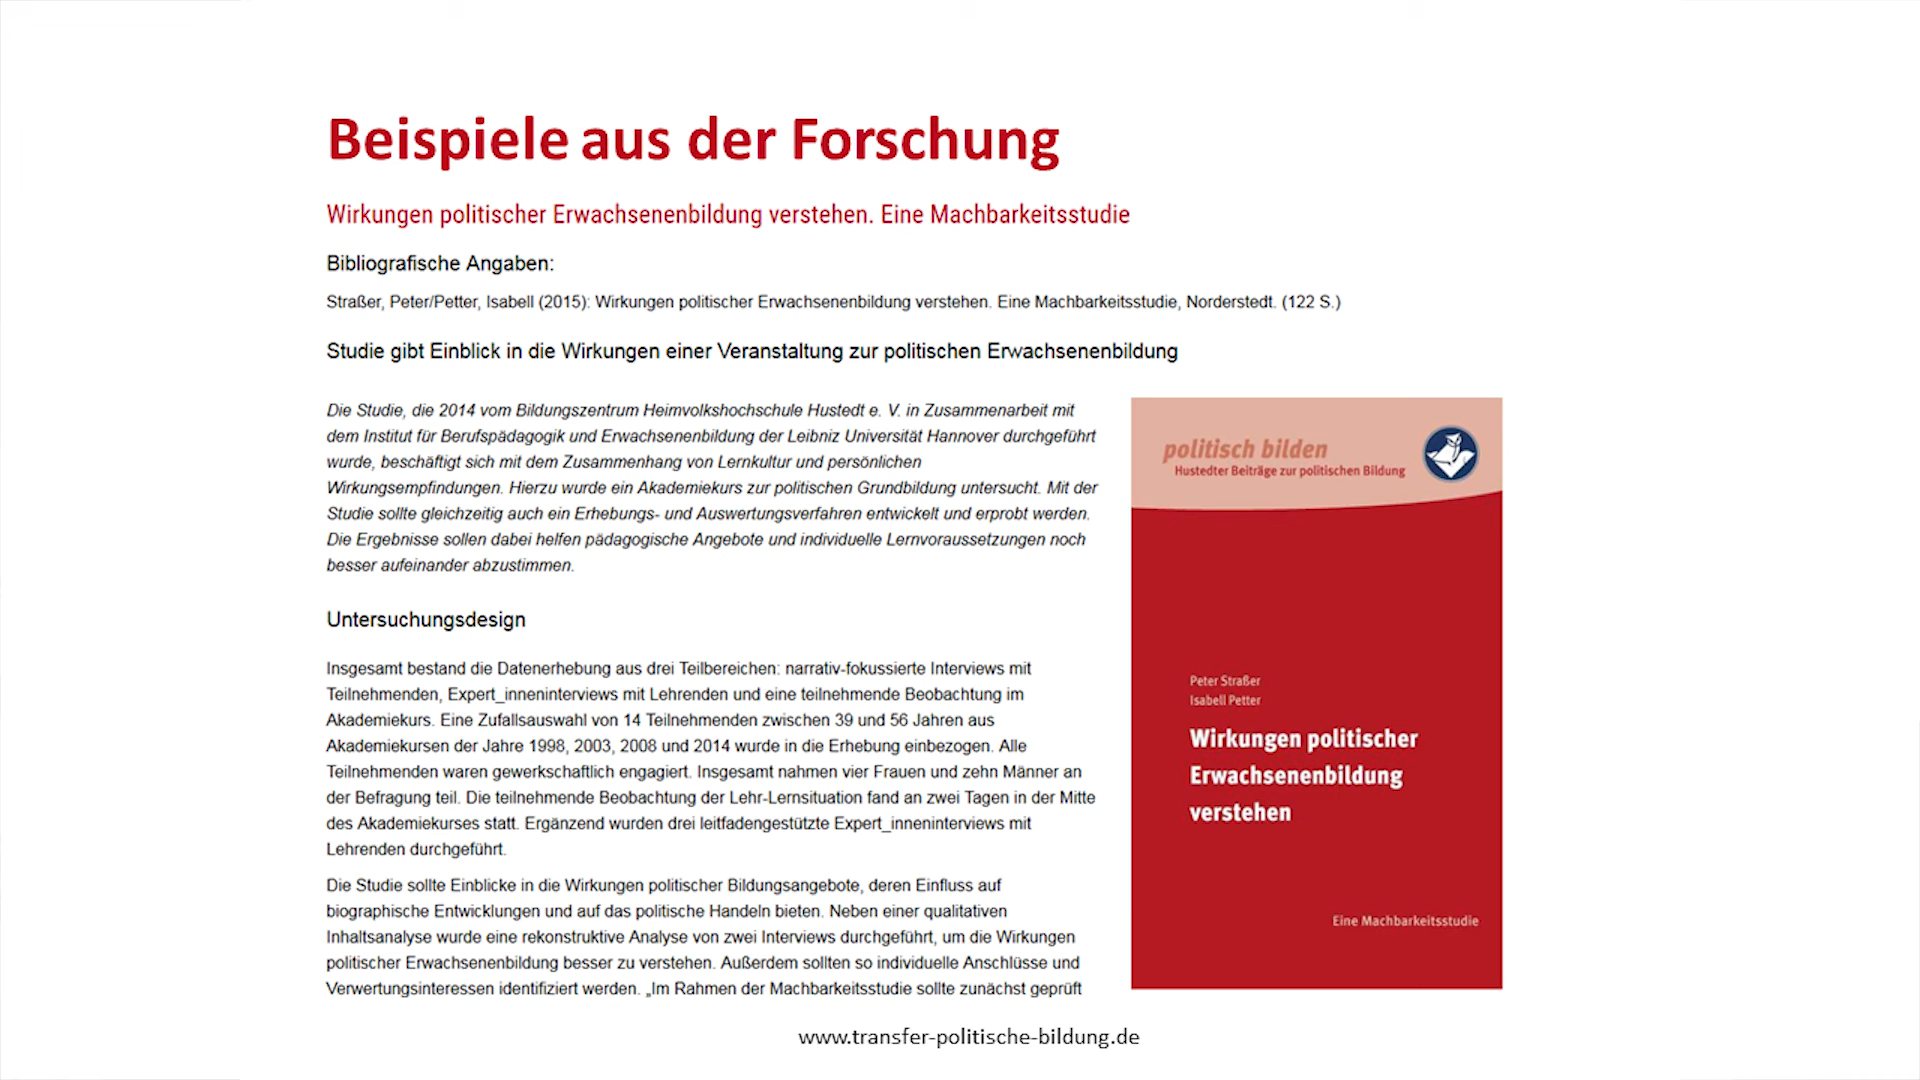 Beispiele aus der Forschung
Wirkungen politischer Erwachsenenbildung verstehen. Eine Machbarkeitsstudie
Bibliografische Angaben:
Straßer, Peter/Petter, Isabell (2015): Wirkungen politischer Erwachsenenbildung verstehen. Eine Machbarkeitsstudie, Norderstedt. (122 S.)
Studie gibt Einblick in die Wirkungen einer Veranstaltung zur politischen Erwachsenenbildung
Die Studie, die 2014 vom Bildungszentrum Heimvolkshochschule Hustedt e. V. in Zusammenarbeit mit
dem Institut für Berufspädagogik und Erwachsenenbildung der Leibniz Universität Hannover durchgeführt
wurde, beschäftigt sich mit dem Zusammenhang von Lernkultur und persönlichen
Wirkungsempfindungen. Hierzu wurde ein Akademiekurs zur politischen Grundbildung untersucht. Mit der
Studie sollte gleichzeitig auch ein Erhebungs- und Auswertungsverfahren entwickelt und erprobt werden.
Die Ergebnisse sollen dabei helfen pädagogische Angebote und individuelle Lernvoraussetzungen noch
besser aufeinander abzustimmen.
Untersuchungsdesign
Insgesamt bestand die Datenerhebung aus drei Teilbereichen: narrativ-fokussierte Interviews mit
Teilnehmenden, Expert_inneninterviews mit Lehrenden und eine teilnehmende Beobachtung im
Akademiekurs. Eine Zufallsauswahl von 14 Teilnehmenden zwischen 39 und 56 Jahren aus
Akademiekursen der Jahre 1998, 2003, 2008 und 2014 wurde in die Erhebung einbezogen. Alle
Teilnehmenden waren gewerkschaftlich engagiert. Insgesamt nahmen vier Frauen und zehn Männer an
der Befragung teil. Die teilnehmende Beobachtung der Lehr-Lernsituation fand an zwei Tagen in der Mitte
des Akademiekurses statt. Ergänzend wurden drei leitfadengestützte Expert_inneninterviews mit
Lehrenden durchgeführt.
Die Studie sollte Einblicke in die Wirkungen politischer Bildungsangebote, deren Einfluss auf
biographische Entwicklungen und auf das politische Handeln bieten. Neben einer qualitativen
Inhaltsanalyse wurde eine rekonstruktive Analyse von zwei Interviews durchgeführt, um die Wirkungen
politischer Erwachsenenbildung besser zu verstehen. Außerdem sollten so individuelle Anschlüsse und
Verwertungsinteressen identifiziert werden. „Im Rahmen der Machbarkeitsstudie sollte zunächst geprüft
politisch bilden
Hustedter Beiträge zur politischen Bildung
Peter Straßer
Isabell Petter
Wirkungen politischer
Erwachsenenbildung
verstehen
Eine Machbarkeitsstudie
www.transfer-politische-bildung.de